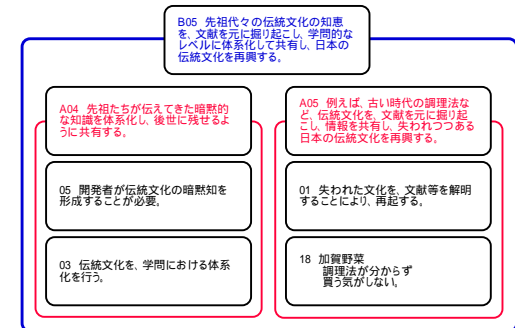 B05 先祖代々の伝統文化の知恵
を、文献を元に掘り起こし、学問的な
レベルに体系化して共有し、日本の
伝統文化を再興する。
A04 先祖たちが伝えてきた暗黙的
な知識を体系化し、後世に残せるよ
うに共有する。
05 開発者が伝統文化の暗黙知を
形成することが必要。
03 伝統文化を、学問における体系
化を行う。
A05 例えば、古い時代の調理法な
ど、伝統文化を、文献を元に掘り起
こし、情報を共有し、失われつつある
日本の伝統文化を再興する。
01 失われた文化を、文献等を解明
することにより、再起する。
18 加賀野菜
調理法が分からず
買う気がしない。